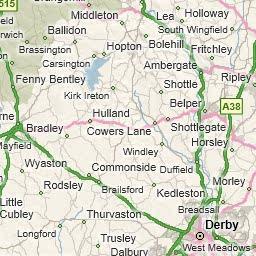 515
Middleton
Lea
Holloway
Ballidon
South Wingfield
Brassington
Hopton
Bolehill
Fritchley
Carsington
Ambergate
Fenny Bentley
Shottle
Ripley
Kirk Ireton
Belper
A38
Hulland
Bradley
Cowers Lane
Shottlegate
Mayfield
Windley
Horsley
Wyaston
Commonside
Duffield
Rodsley
Brailsford
Kedleston
Morley
Little
Cubley
Thurvaston
Breadsall
Longford
Derby
Trusley
West Meadows
Dalbury